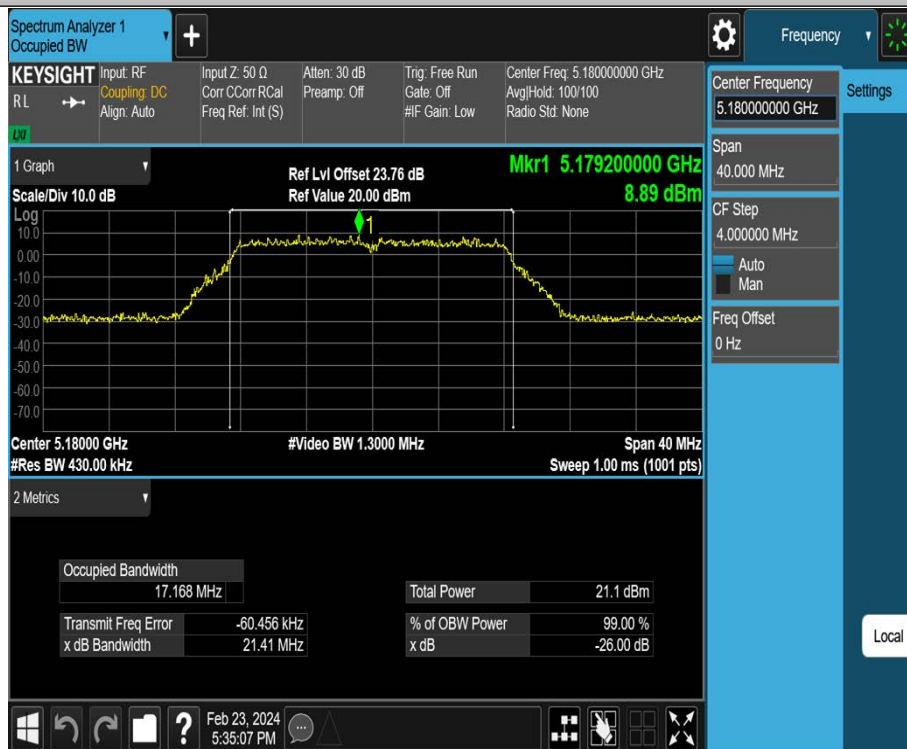 Spectrum Analyzer 1
Occupied BW
+
Frequency
KEYSIGHT
RL
LXI
Input: RF
Coupling: DC
Align: Auto
Input Z: 50 Ω
Corr CCorr RCal
Freq Ref: Int (S)
Atten: 30 dB
Preamp: Off
Trig: Free Run
Gate: Off
#IF Gain: Low
Center Freq: 5.180000000 GHz
Avg|Hold: 100/100
Radio Std: None
Center Frequency
5.180000000 GHz
Settings
Span
40.000 MHz
CF Step
4.000000 MHz
Auto
Man
Freq Offset
0 Hz
Local
1 Graph
Scale/Div 10.0 dB
Ref Lvl Offset 23.76 dB
Ref Value 20.00 dBm
Mkr1 5.179200000 GHz
8.89 dBm
Log
10.0
0.00
-10.0
-20.0
-30.0
-40.0
-50.0
-60.0
-70.0
1
Center 5.18000 GHz
#Video BW 1.3000 MHz
Span 40 MHz
#Res BW 430.00 kHz
Sweep 1.00 ms (1001 pts)
2 Metrics
Occupied Bandwidth
17.168 MHz
Total Power 21.1 dBm
Transmit Freq Error -60.456 kHz
% of OBW Power 99.00 %
x dB Bandwidth 21.41 MHz
x dB -26.00 dB
?
Feb 23, 2024
5:35:07 PM